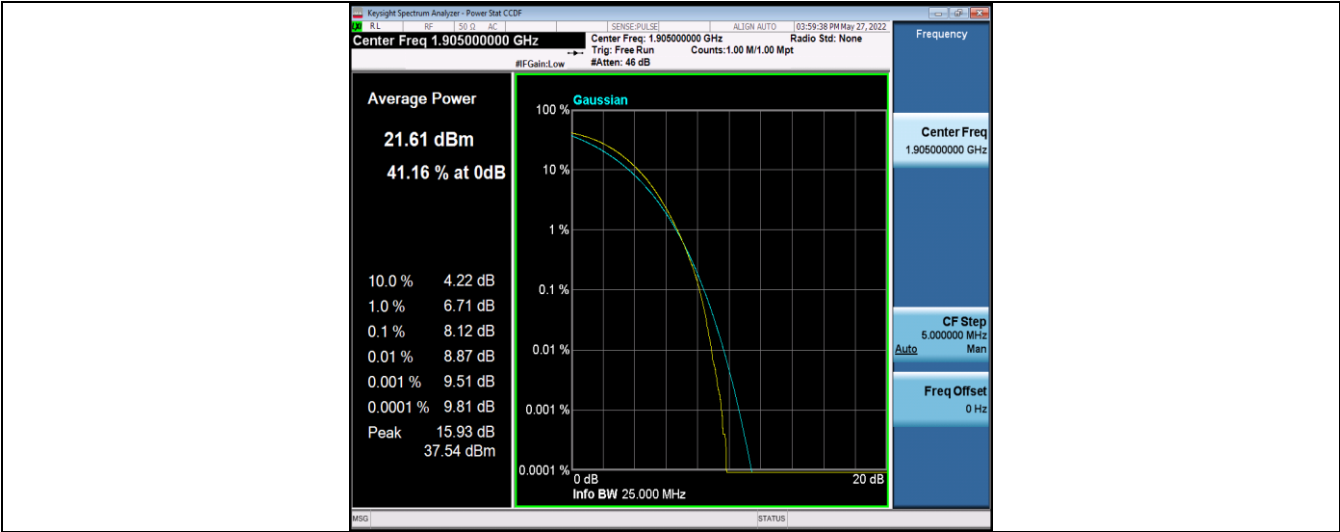 Keysight Spectrum Analyzer - Power Stat CCDF
RL RF 50 Ω AC SENSE:PULSE ALIGN AUTO 03:59:38 PM May 27, 2022
Center Freq 1.905000000 GHz
Center Freq: 1.905000000 GHz Radio Std: None
Trig: Free Run Counts:1.00 M/1.00 Mpt
#IFGain:Low #Atten: 46 dB
Average Power
21.61 dBm
41.16 % at 0dB
10.0 % 4.22 dB
1.0 % 6.71 dB
0.1 % 8.12 dB
0.01 % 8.87 dB
0.001 % 9.51 dB
0.0001 % 9.81 dB
Peak 15.93 dB
37.54 dBm
Gaussian
100 %
10 %
1 %
0.1 %
0.01 %
0.001 %
0.0001 %
0 dB 20 dB
Info BW 25.000 MHz
Frequency
Center Freq
1.905000000 GHz
CF Step
5.000000 MHz
Auto Man
Freq Offset
0 Hz
MSG STATUS